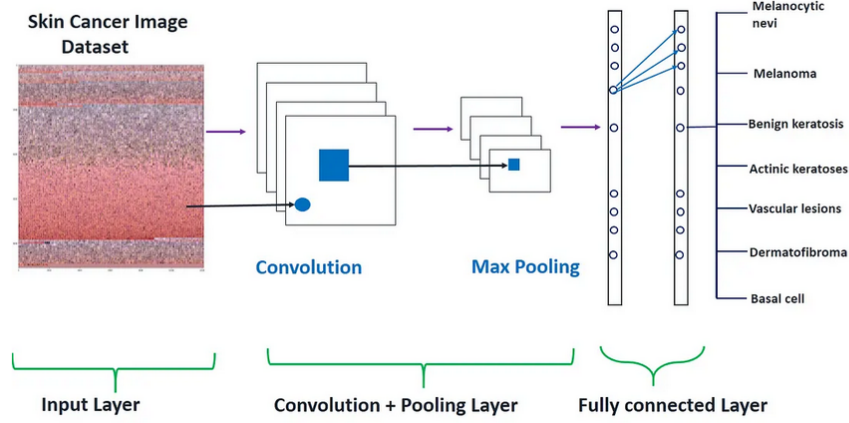 Skin Cancer Image
Dataset
Convolution
Max Pooling
Melanocytic
nevi
Melanoma
Benign keratosis
Actinic keratoses
Vascular lesions
Dermatofibroma
Basal cell
Input Layer
Convolution + Pooling Layer
Fully connected Layer